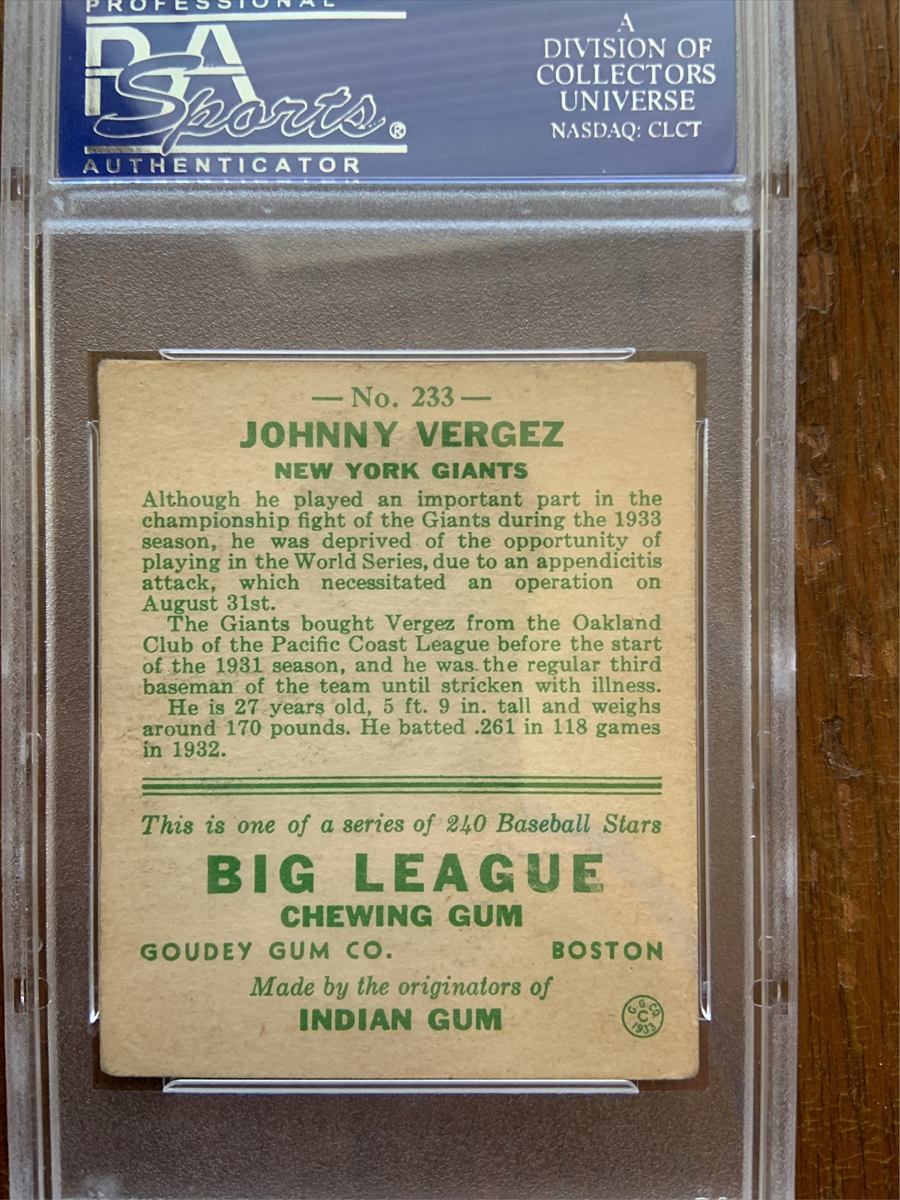 PROFESSIONAL
PSA
Sports®
AUTHENTICATOR
A
DIVISION OF
COLLECTORS
UNIVERSE
NASDAQ: CLCT
— No. 233 —
JOHNNY VERGEZ
NEW YORK GIANTS
Although he played an important part in the
championship fight of the Giants during the 1933
season, he was deprived of the opportunity of
playing in the World Series, due to an appendicitis
attack, which necessitated an operation on
August 31st.
The Giants bought Vergez from the Oakland
Club of the Pacific Coast League before the start
of the 1931 season, and he was the regular third
baseman of the team until stricken with illness.
He is 27 years old, 5 ft. 9 in. tall and weighs
around 170 pounds. He batted .261 in 118 games
in 1932.
This is one of a series of 240 Baseball Stars
BIG LEAGUE
CHEWING GUM
GOUDEY GUM CO. BOSTON
Made by the originators of
INDIAN GUM
G. G. CO.
C
1933